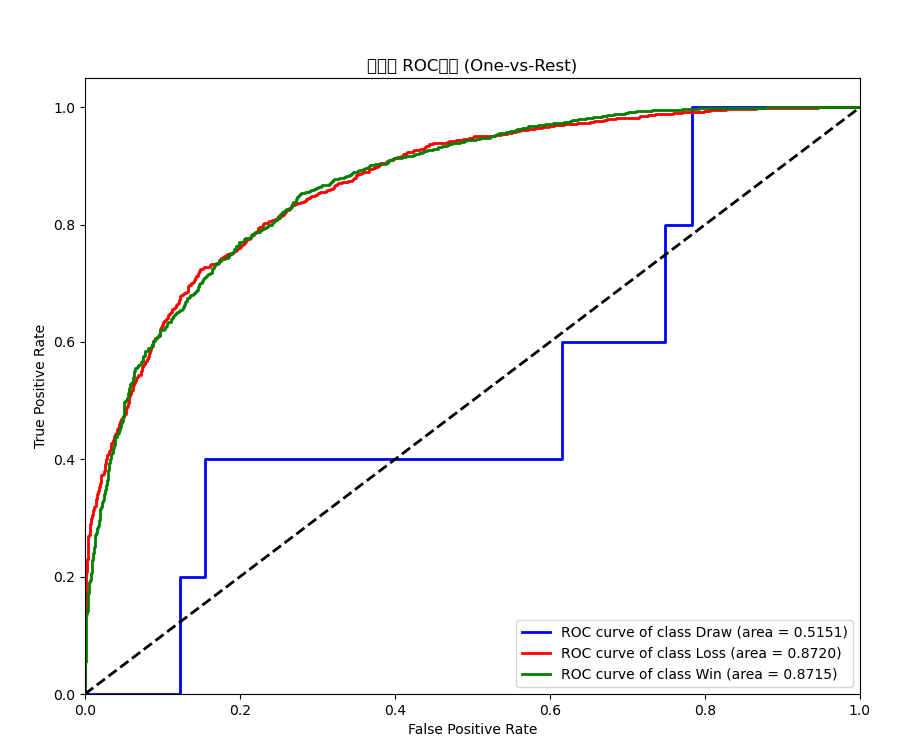 ROC (One-vs-Rest)
1.0
0.8
0.6
0.4
0.2
0.0
True Positive Rate
ROC curve of class Draw (area = 0.5151)
ROC curve of class Loss (area = 0.8720)
ROC curve of class Win (area = 0.8715)
0.0 0.2 0.4 0.6 0.8 1.0
False Positive Rate